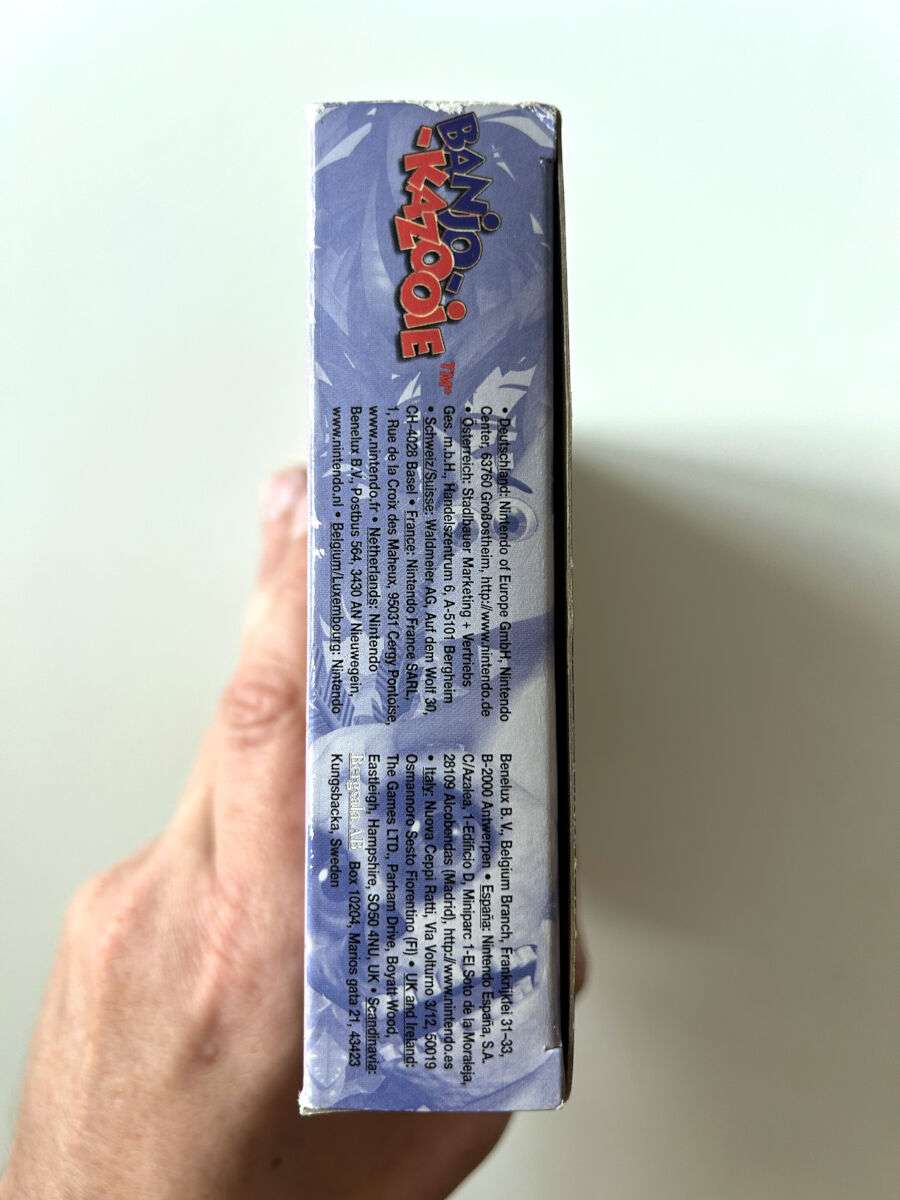 BANJO-
-KAZOOIE™
• Deutschland: Nintendo of Europe GmbH, Nintendo
Center, 63760 Großostheim, http://www.nintendo.de
• Österreich: Stadlbauer Marketing + Vertriebs
Ges.m.b.H., Handelszentrum 6, A-5101 Bergheim
• Schweiz/Suisse: Waldmeier AG, Auf dem Wolf 30,
CH-4028 Basel • France: Nintendo France SARL,
1, Rue de la Croix des Maheux, 95031 Cergy Pontoise,
www.nintendo.fr • Netherlands: Nintendo
Benelux B.V., Postbus 564, 3430 AN Nieuwegein,
www.nintendo.nl • Belgium/Luxembourg: Nintendo
Benelux B.V., Belgium Branch, Frankrijklei 31–33,
B-2000 Antwerpen • España: Nintendo España, S.A.
C/Azalea, 1-Edificio D, Miniparc 1-El Soto de la Moraleja,
28109 Alcobendas (Madrid), http://www.nintendo.es
• Italy: Nuova Ceppi Ratti, Via Volturno 3/12, 50019
Osmannoro Sesto Fiorentino (FI) • UK and Ireland:
The Games LTD., Parham Drive, Boyatt Wood,
Eastleigh, Hampshire, SO50 4NU, UK • Scandinavia:
Bergsala AB Box 10204, Marios gata 21, 43423
Kungsbacka, Sweden